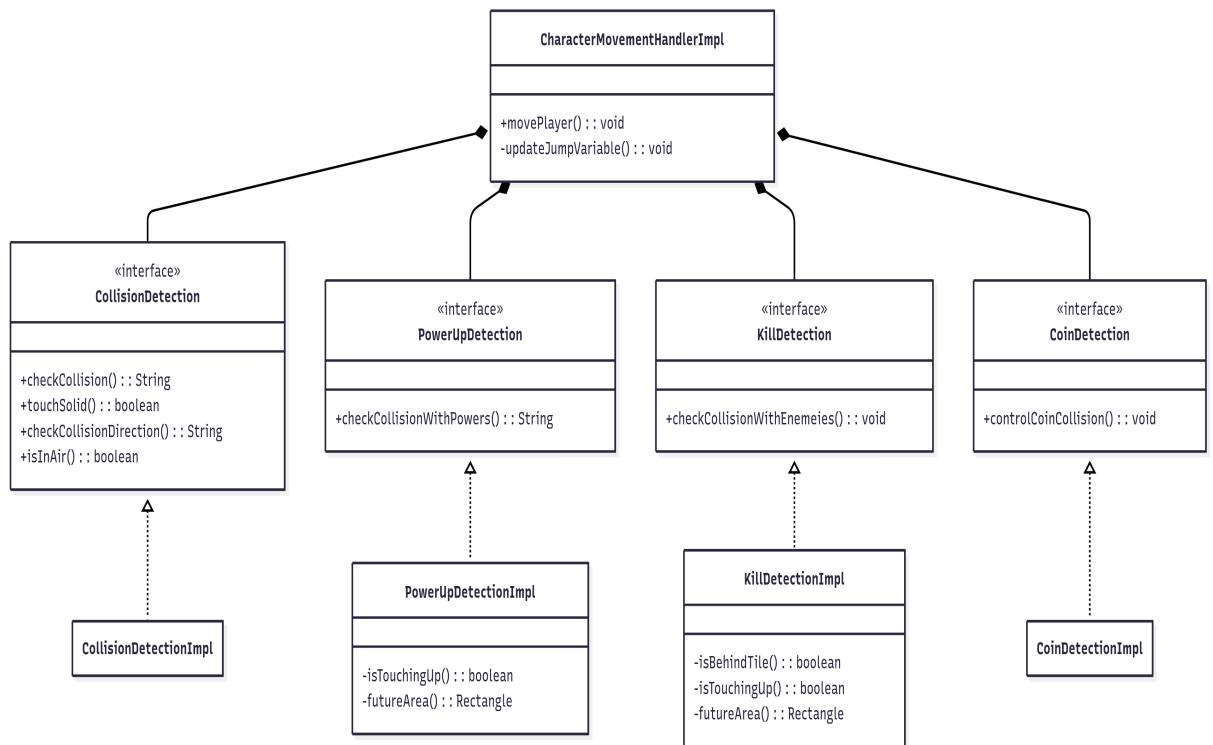 CharacterMovementHandlerImpl
+movePlayer() : : void
-updateJumpVariable() : : void
«interface»
CollisionDetection
+checkCollision() : : String
+touchSolid() : : boolean
+checkCollisionDirection() : : String
+isInAir() : : boolean
«interface»
PowerUpDetection
+checkCollisionWithPowers() : : String
«interface»
KillDetection
+checkCollisionWithEnemeies() : : void
«interface»
CoinDetection
+controlCoinCollision() : : void
CollisionDetectionImpl
PowerUpDetectionImpl
-isTouchingUp() : : boolean
-futureArea() : : Rectangle
KillDetectionImpl
-isBehindTile() : : boolean
-isTouchingUp() : : boolean
-futureArea() : : Rectangle
CoinDetectionImpl